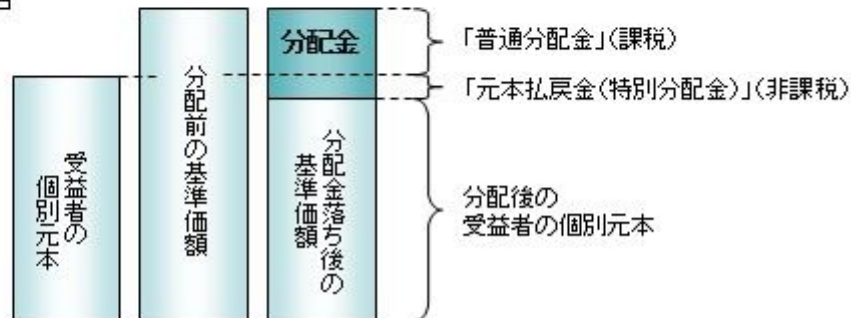 分配金
「普通分配金」(課税)
「元本払戻金(特別分配金)」(非課税)
受益者の
個別元本
分配前の基準価額
分配金落ち後の
基準価額
分配後の
受益者の個別元本